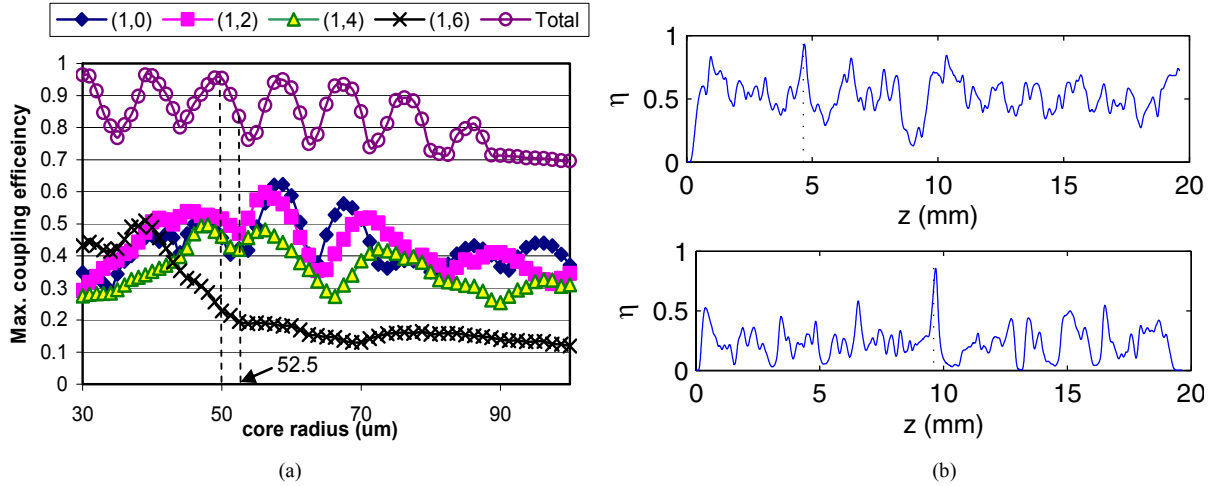 (1,0) (1,2) (1,4) (1,6) Total
Max. coupling efficeincy
1
0.9
0.8
0.7
0.6
0.5
0.4
0.3
0.2
0.1
0
52.5
30 50 70 90
core radius (um)
(a)
η
1
0.5
0
0 5 10 15 20
z (mm)
η
1
0.5
0
0 5 10 15 20
z (mm)
(b)